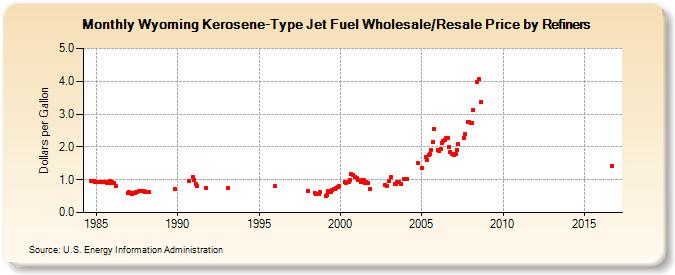 Monthly Wyoming Kerosene-Type Jet Fuel Wholesale/Resale Price by Refiners
Dollars per Gallon
5.0
4.0
3.0
2.0
1.0
0.0
1985 1990 1995 2000 2005 2010 2015
Source: U.S. Energy Information Administration